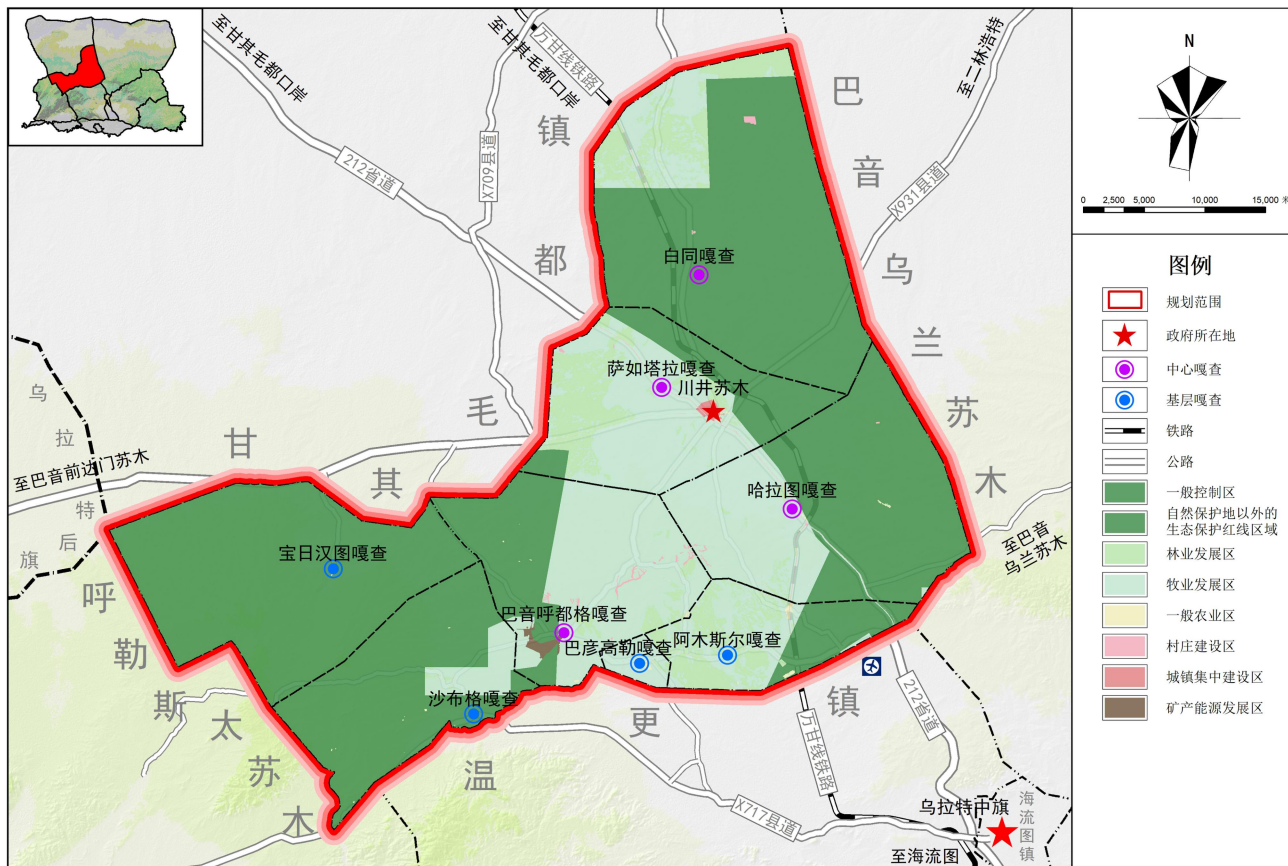 至甘其毛都口岸
至甘其毛都口岸
万甘线铁路
至二林浩特
212省道
X709县道
X931县道
巴音乌兰苏木
甘其毛都镇
白同嘎查
萨如塔拉嘎查
川井苏木
哈拉图嘎查
乌拉特后旗
至巴音前达门苏木
宝日汉图嘎查
至巴音
乌兰苏木
呼勒斯太苏木
巴音呼都格嘎查
巴彦高勒嘎查
阿木斯尔嘎查
沙布格嘎查
温更镇
212省道
万甘线铁路
X717县道
乌拉特中旗
海流图镇
至海流图
N
0 2,500 5,000 10,000 15,000 米
图例
规划范围
政府所在地
中心嘎查
基层嘎查
铁路
公路
一般控制区
自然保护地以外的
生态保护红线区域
林业发展区
牧业发展区
一般农业区
村庄建设区
城镇集中建设区
矿产能源发展区